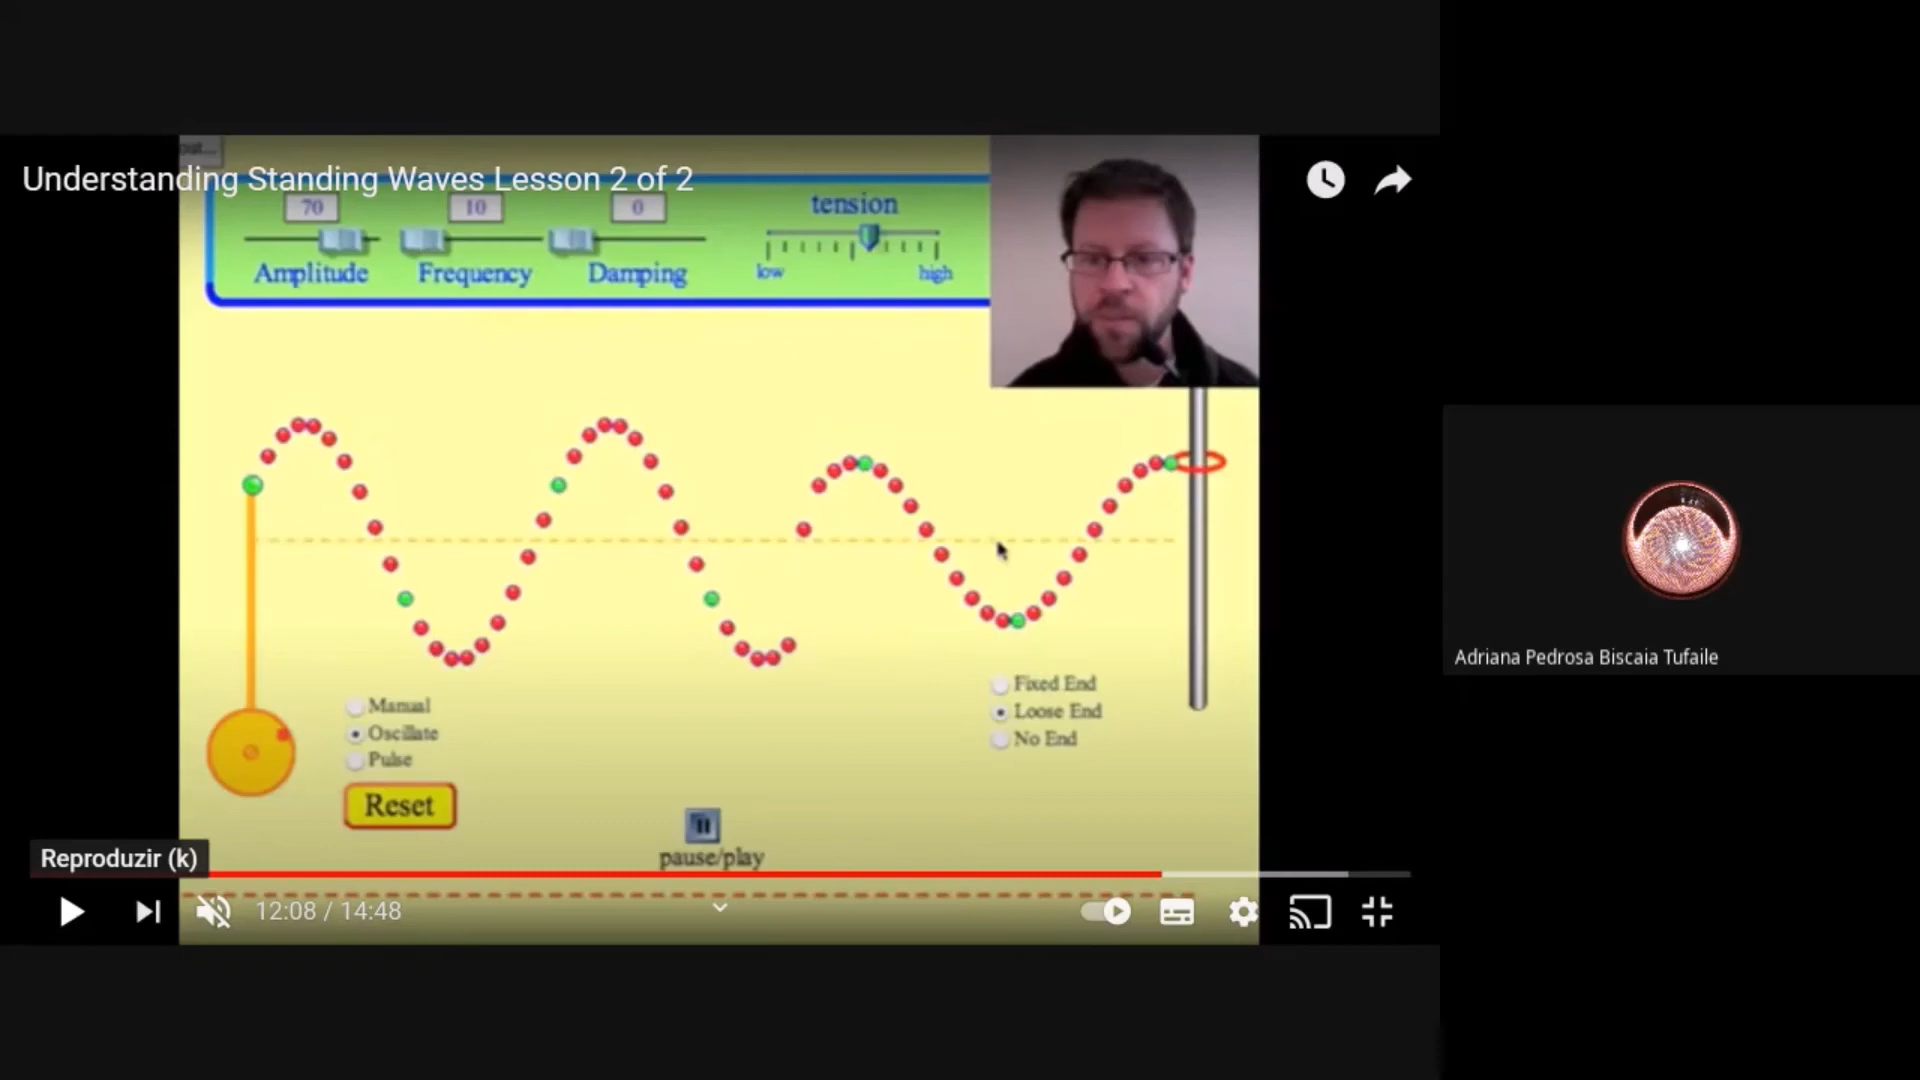 Understanding Standing Waves Lesson 2 of 2
70
10
0
tension
Amplitude
Frequency
Damping
low
high
Manual
Oscillate
Pulse
Reset
Fixed End
Loose End
No End
pause/play
Reproduzir (k)
12:08 / 14:48
Adriana Pedrosa Biscaia Tufaile